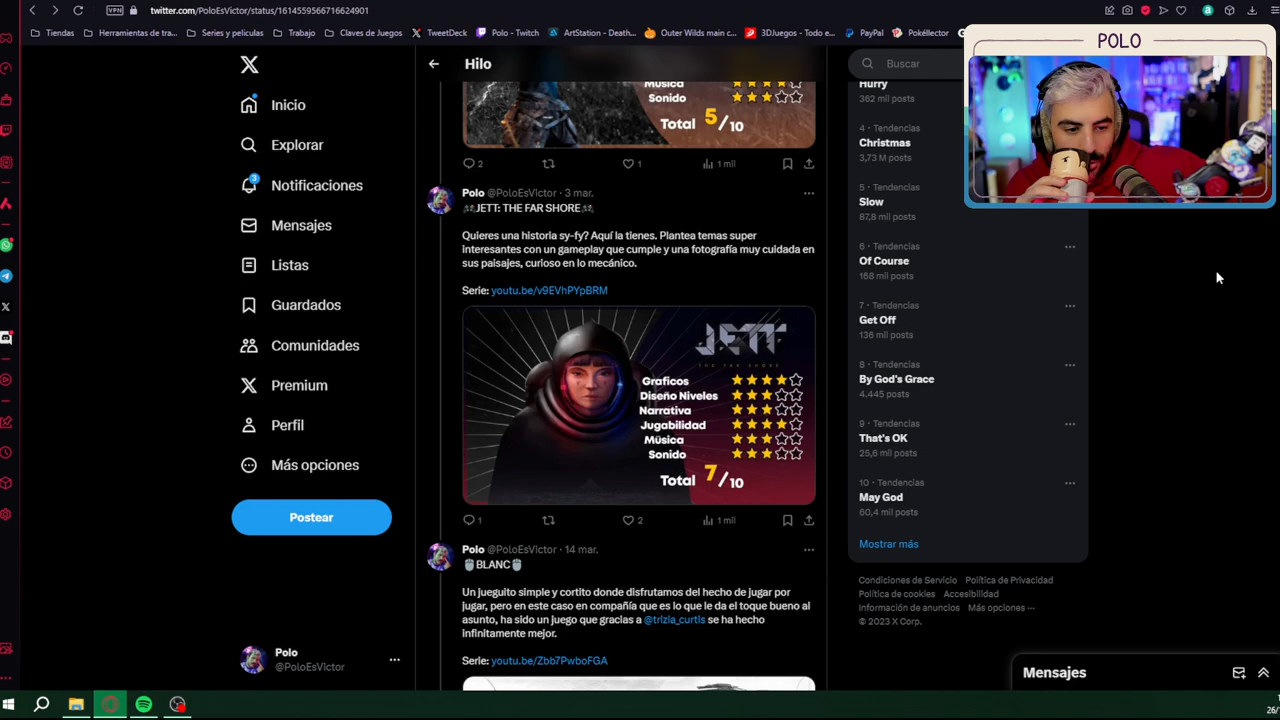 VPN
twitter.com/PoloEsVictor/status/1614559566716624901
Tiendas
Herramientas de tra...
Series y peliculas
Trabajo
Claves de Juegos
TweetDeck
Polo - Twitch
ArtStation - Death...
Outer Wilds main c...
3DJuegos - Todo e...
PayPal
Pokéllector
POLO
Inicio
Explorar
3
Notificaciones
Mensajes
Listas
Guardados
Comunidades
Premium
Perfil
Más opciones
Postear
Polo
@PoloEsVictor
Hilo
Música
Sonido
Total 5/10
2
1
1 mil
Polo @PoloEsVictor · 3 mar.
JETT: THE FAR SHORE
Quieres una historia sy-fy? Aquí la tienes. Plantea temas super
interesantes con un gameplay que cumple y una fotografía muy cuidada en
sus paisajes, curioso en lo mecánico.
Serie: youtu.be/v9EVhPYpBRM
JETT
THE FAR SHORE
Graficos
Diseño Niveles
Narrativa
Jugabilidad
Música
Sonido
Total 7/10
1
2
1 mil
Polo @PoloEsVictor · 14 mar.
BLANC
Un jueguito simple y cortito donde disfrutamos del hecho de jugar por
jugar, pero en este caso en compañía que es lo que le da el toque bueno al
asunto, ha sido un juego que gracias a @trizia_curtis se ha hecho
infinitamente mejor.
Serie: youtu.be/Zbb7PwboFGA
Buscar
Hurry
362 mil posts
4 · Tendencias
Christmas
3,73 M posts
5 · Tendencias
Slow
87,8 mil posts
6 · Tendencias
Of Course
168 mil posts
7 · Tendencias
Get Off
136 mil posts
8 · Tendencias
By God's Grace
4.445 posts
9 · Tendencias
That's OK
25,6 mil posts
10 · Tendencias
May God
60,4 mil posts
Mostrar más
Condiciones de Servicio Política de Privacidad
Política de cookies Accesibilidad
Información de anuncios Más opciones ···
© 2023 X Corp.
Mensajes